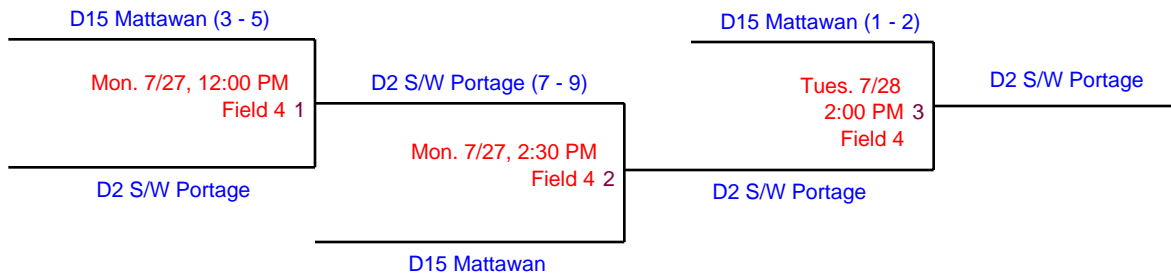 D15 Mattawan (3 - 5)
Mon. 7/27, 12:00 PM
Field 4 1
D2 S/W Portage
D2 S/W Portage (7 - 9)
Mon. 7/27, 2:30 PM
Field 4 2
D15 Mattawan
D15 Mattawan (1 - 2)
Tues. 7/28
2:00 PM 3
Field 4
D2 S/W Portage
D2 S/W Portage